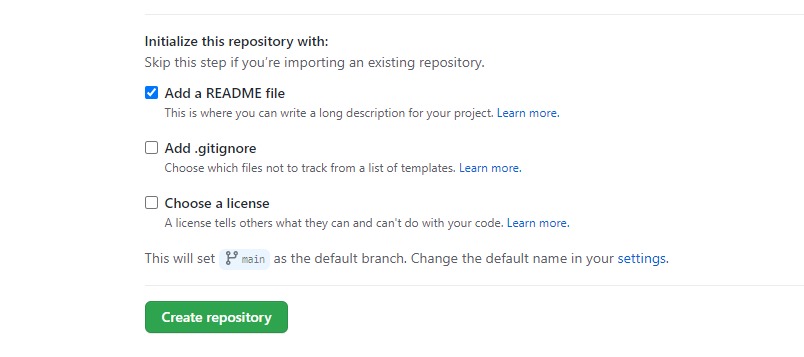 Initialize this repository with:
Skip this step if you're importing an existing repository.
Add a README file
This is where you can write a long description for your project. Learn more.
Add .gitignore
Choose which files not to track from a list of templates. Learn more.
Choose a license
A license tells others what they can and can't do with your code. Learn more.
This will set main as the default branch. Change the default name in your settings.
Create repository